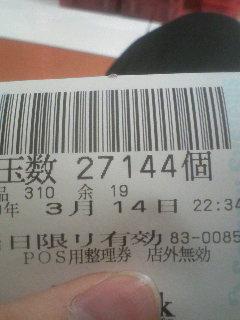 玉数 27144個
品 310 余 19
年 3月14日 22:34
日限り有効 83-0085
POS用整理券 店外無効
k